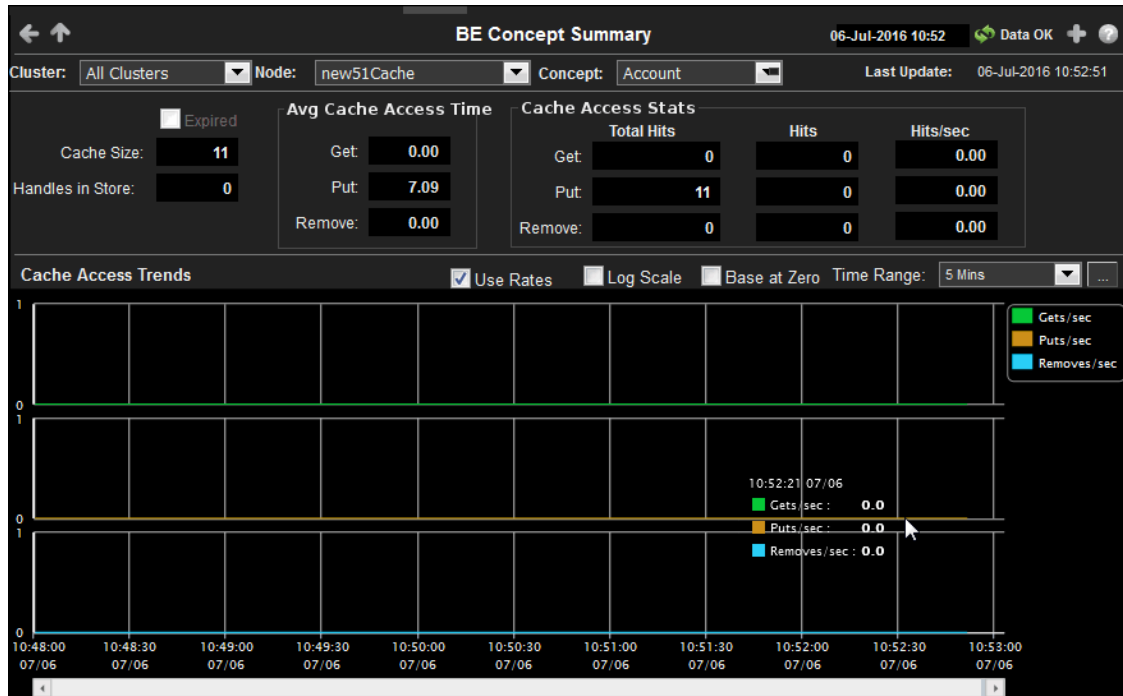 BE Concept Summary 06-Jul-2016 10:52 Data OK ?
Cluster: All Clusters Node: new51Cache Concept: Account Last Update: 06-Jul-2016 10:52:51
Expired Avg Cache Access Time Cache Access Stats
Total Hits Hits Hits/sec
Cache Size: 11 Get: 0.00 Get: 0 0 0.00
Handles in Store: 0 Put: 7.09 Put: 11 0 0.00
Remove: 0.00 Remove: 0 0 0.00
Cache Access Trends Use Rates Log Scale Base at Zero Time Range: 5 Mins ...
1
Gets/sec
Puts/sec
Removes/sec
0
1
10:52:21 07/06
Gets/sec : 0.0
0
Puts/sec : 0.0
1
Removes/sec : 0.0
0
10:48:00 10:48:30 10:49:00 10:49:30 10:50:00 10:50:30 10:51:00 10:51:30 10:52:00 10:52:30 10:53:00
07/06 07/06 07/06 07/06 07/06 07/06 07/06 07/06 07/06 07/06 07/06